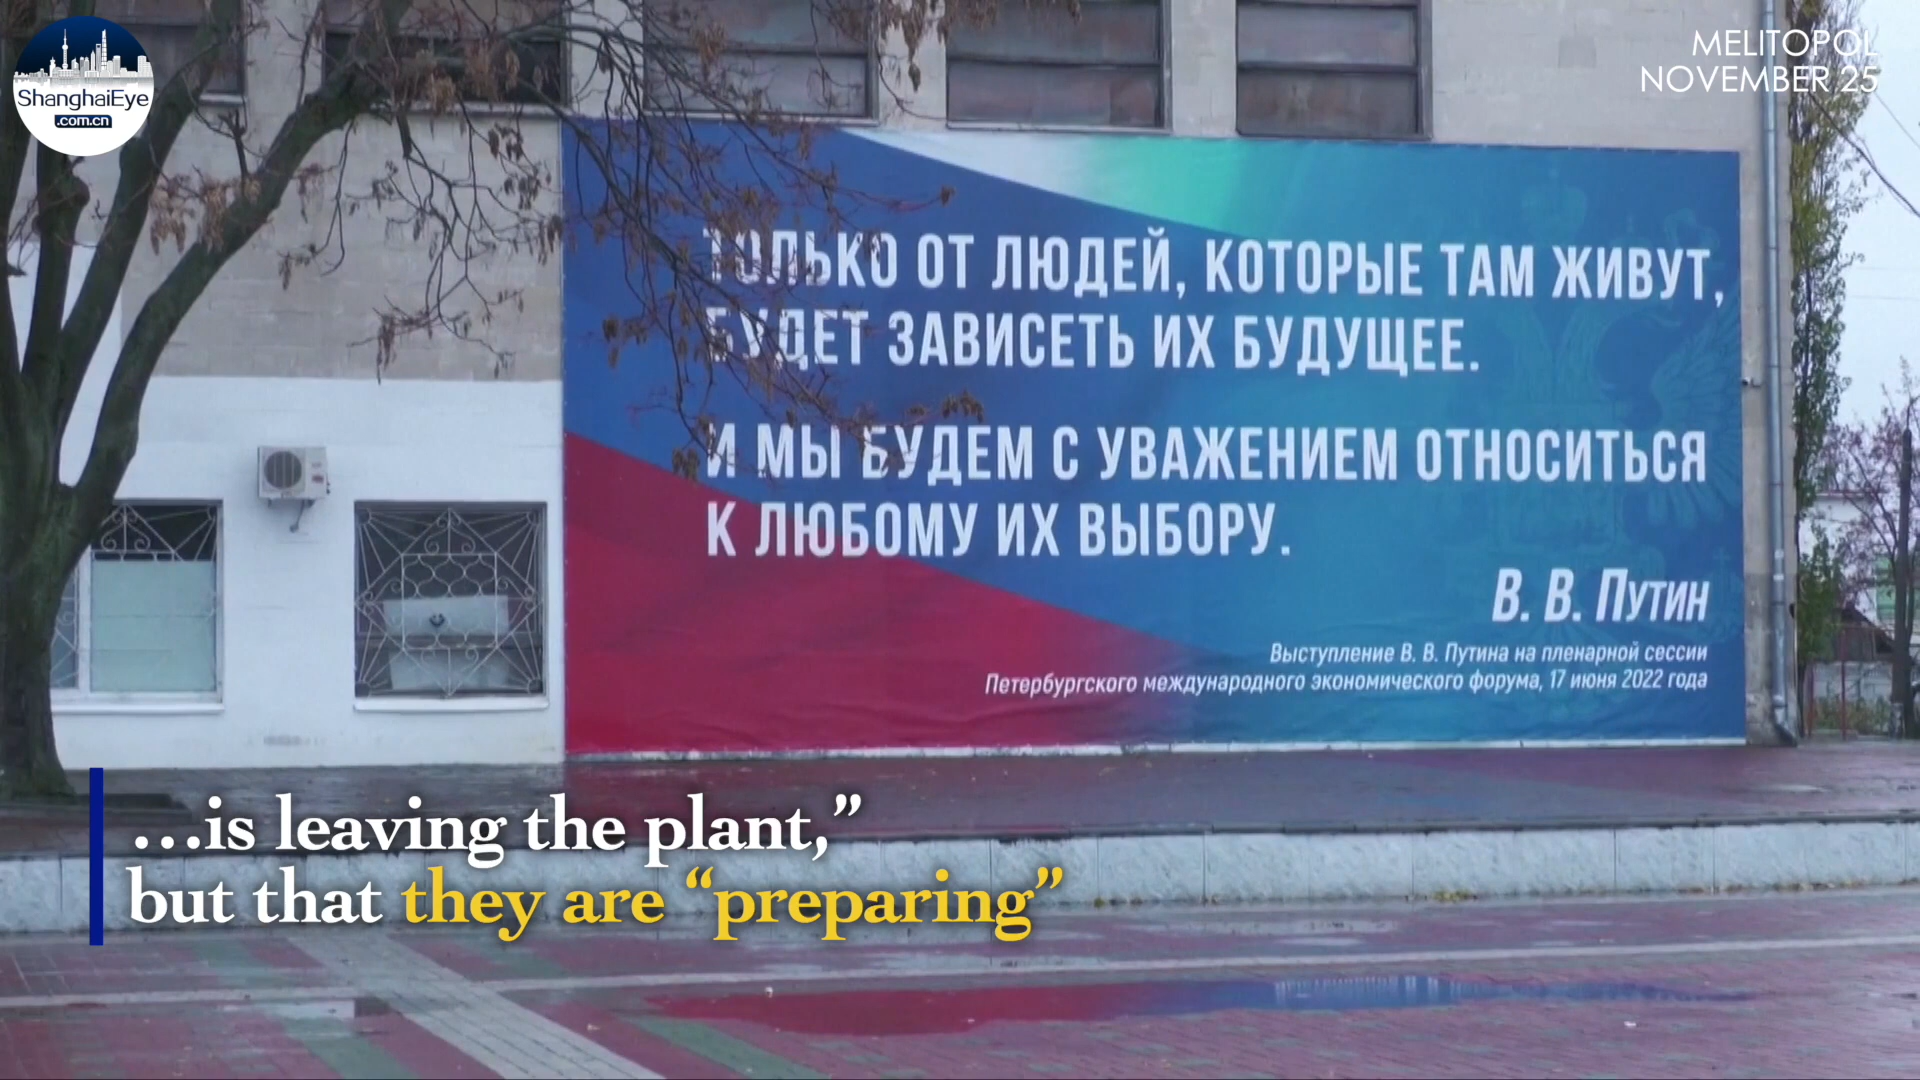 ShanghaiEye
.com.cn
MELITOPOL
NOVEMBER 25
ТОЛЬКО ОТ ЛЮДЕЙ, КОТОРЫЕ ТАМ ЖИВУТ,
БУДЕТ ЗАВИСЕТЬ ИХ БУДУЩЕЕ.
И МЫ БУДЕМ С УВАЖЕНИЕМ ОТНОСИТЬСЯ
К ЛЮБОМУ ИХ ВЫБОРУ.
В. В. ПУТИН
Выступление В. В. Путина на пленарной сессии
Петербургского международного экономического форума, 17 июня 2022 года
...is leaving the plant,”
but that they are “preparing”